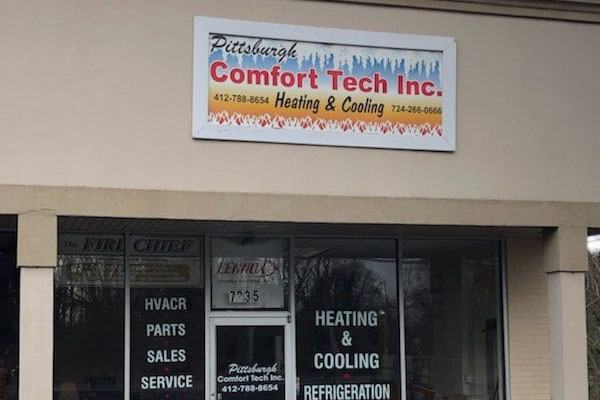 Pittsburgh
Comfort Tech Inc.
412-788-8654 Heating & Cooling 724-266-0666
The FIRE CHIEF
LENNOX
7235
HVACR
PARTS
SALES
SERVICE
Pittsburgh
Comfort Tech Inc.
412-788-8654
HEATING
&
COOLING
REFRIGERATION